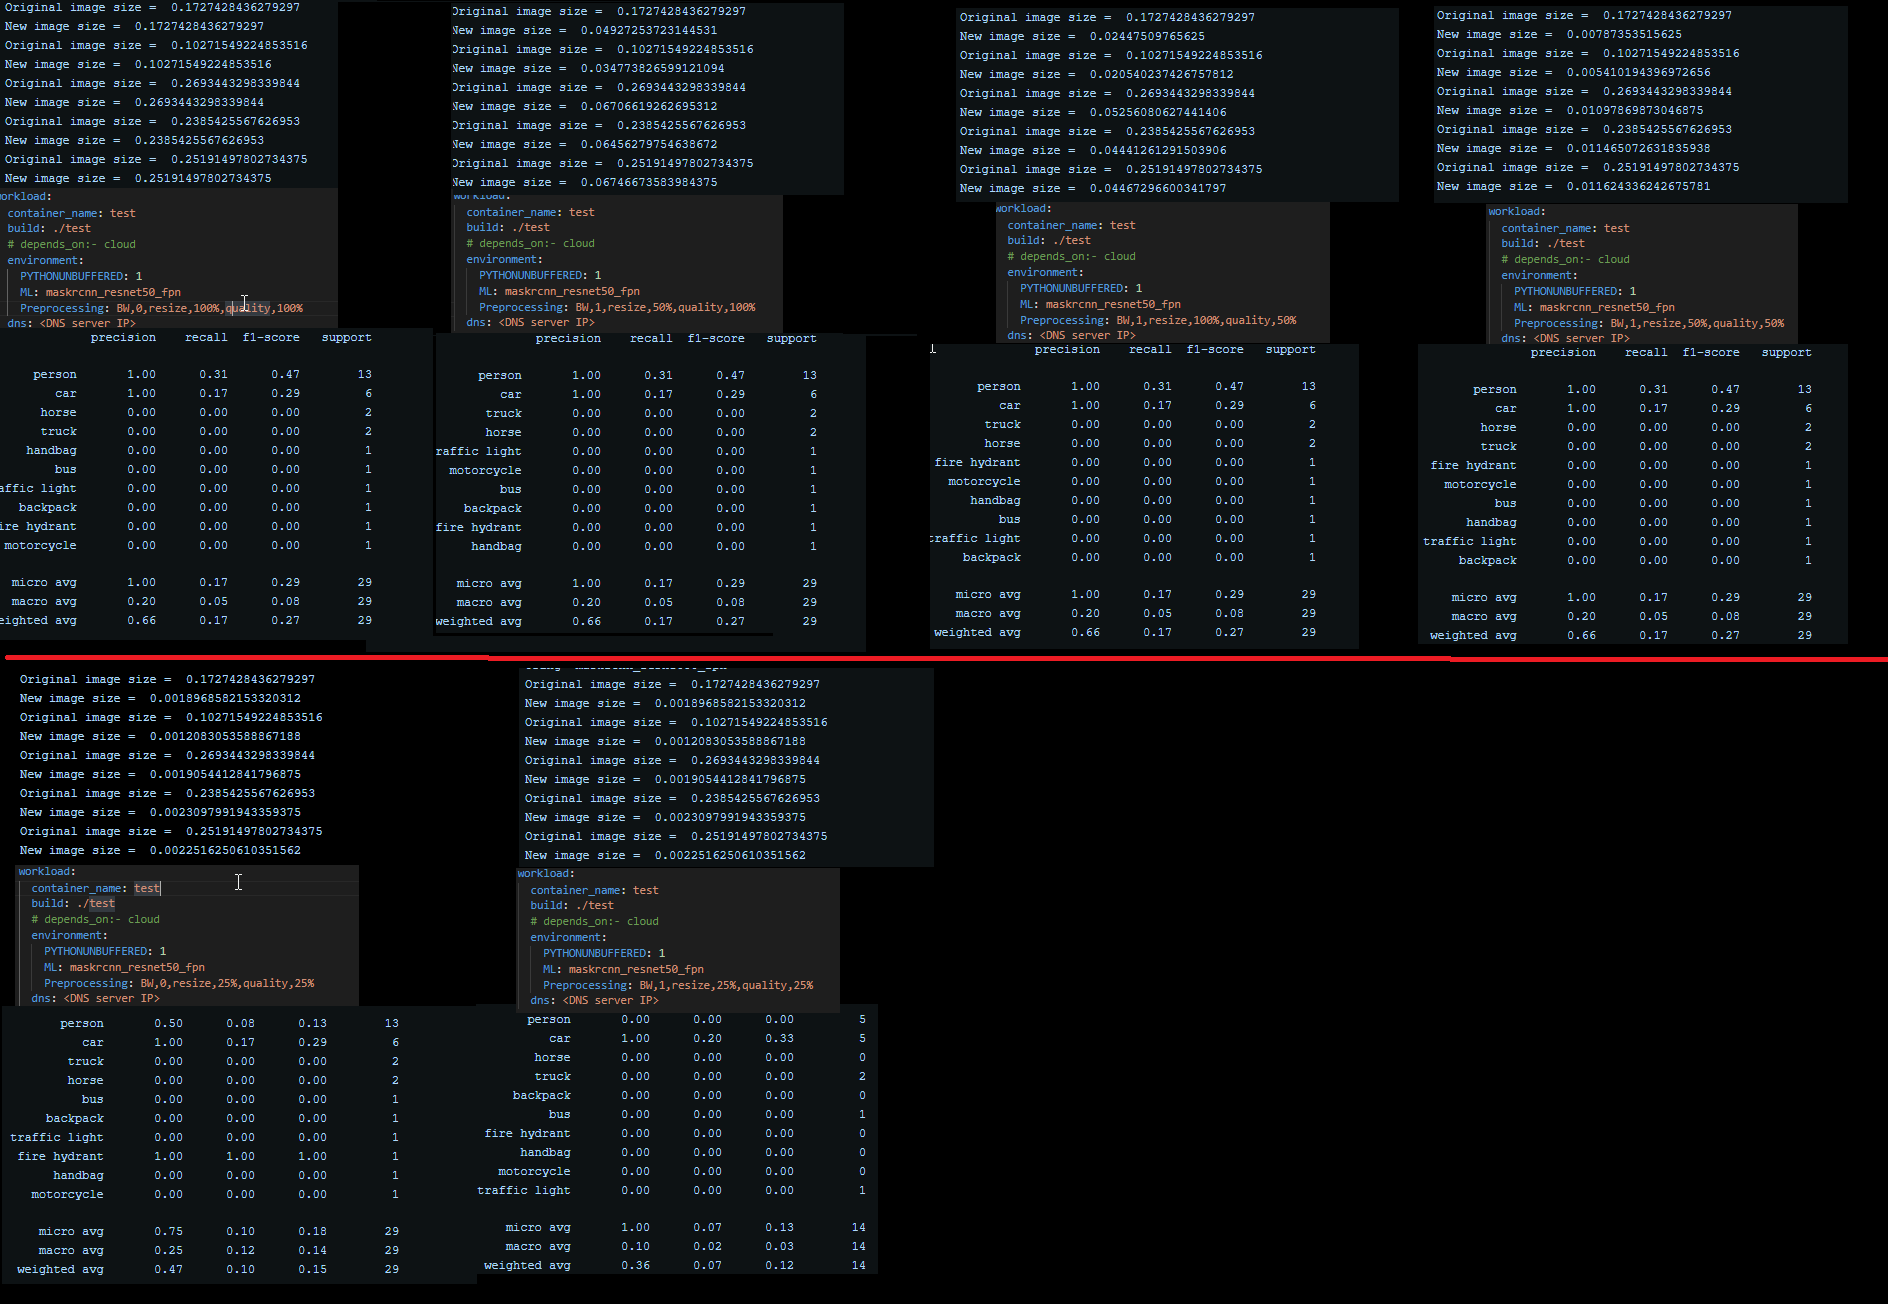 Original image size =  0.1727428436279297
New image size =  0.1727428436279297
Original image size =  0.10271549224853516
New image size =  0.10271549224853516
Original image size =  0.2693443298339844
New image size =  0.2693443298339844
Original image size =  0.2385425567626953
New image size =  0.2385425567626953
Original image size =  0.25191497802734375
New image size =  0.25191497802734375
orkload:
container_name: test
build: ./test
# depends_on:- cloud
environment:
PYTHONUNBUFFERED: 1
ML: maskrcnn_resnet50_fpn
Preprocessing: BW,0,resize,100%,quality,100%
dns: <DNS server IP>
precision recall f1-score support
person 1.00 0.31 0.47 13
car 1.00 0.17 0.29 6
horse 0.00 0.00 0.00 2
truck 0.00 0.00 0.00 2
handbag 0.00 0.00 0.00 1
bus 0.00 0.00 0.00 1
affic light 0.00 0.00 0.00 1
backpack 0.00 0.00 0.00 1
ire hydrant 0.00 0.00 0.00 1
motorcycle 0.00 0.00 0.00 1
micro avg 1.00 0.17 0.29 29
macro avg 0.20 0.05 0.08 29
eighted avg 0.66 0.17 0.27 29
Original image size =  0.1727428436279297
New image size =  0.04927253723144531
Original image size =  0.10271549224853516
New image size =  0.034773826599121094
Original image size =  0.2693443298339844
New image size =  0.06706619262695312
Original image size =  0.2385425567626953
New image size =  0.06456279754638672
Original image size =  0.25191497802734375
New image size =  0.06746673583984375
workload:
container_name: test
build: ./test
# depends_on:- cloud
environment:
PYTHONUNBUFFERED: 1
ML: maskrcnn_resnet50_fpn
Preprocessing: BW,1,resize,50%,quality,100%
dns: <DNS server IP>
precision recall f1-score support
person 1.00 0.31 0.47 13
car 1.00 0.17 0.29 6
truck 0.00 0.00 0.00 2
horse 0.00 0.00 0.00 2
raffic light 0.00 0.00 0.00 1
motorcycle 0.00 0.00 0.00 1
bus 0.00 0.00 0.00 1
backpack 0.00 0.00 0.00 1
fire hydrant 0.00 0.00 0.00 1
handbag 0.00 0.00 0.00 1
micro avg 1.00 0.17 0.29 29
macro avg 0.20 0.05 0.08 29
weighted avg 0.66 0.17 0.27 29
Original image size =  0.1727428436279297
New image size =  0.02447509765625
Original image size =  0.10271549224853516
New image size =  0.020540237426757812
Original image size =  0.2693443298339844
New image size =  0.05256080627441406
Original image size =  0.2385425567626953
New image size =  0.04441261291503906
Original image size =  0.25191497802734375
New image size =  0.04467296600341797
workload:
container_name: test
build: ./test
# depends_on:- cloud
environment:
PYTHONUNBUFFERED: 1
ML: maskrcnn_resnet50_fpn
Preprocessing: BW,1,resize,100%,quality,50%
dns: <DNS server IP>
precision recall f1-score support
person 1.00 0.31 0.47 13
car 1.00 0.17 0.29 6
truck 0.00 0.00 0.00 2
horse 0.00 0.00 0.00 2
fire hydrant 0.00 0.00 0.00 1
motorcycle 0.00 0.00 0.00 1
handbag 0.00 0.00 0.00 1
bus 0.00 0.00 0.00 1
traffic light 0.00 0.00 0.00 1
backpack 0.00 0.00 0.00 1
micro avg 1.00 0.17 0.29 29
macro avg 0.20 0.05 0.08 29
weighted avg 0.66 0.17 0.27 29
Original image size =  0.1727428436279297
New image size =  0.00787353515625
Original image size =  0.10271549224853516
New image size =  0.005410194396972656
Original image size =  0.2693443298339844
New image size =  0.01097869873046875
Original image size =  0.2385425567626953
New image size =  0.011465072631835938
Original image size =  0.25191497802734375
New image size =  0.011624336242675781
workload:
container_name: test
build: ./test
# depends_on:- cloud
environment:
PYTHONUNBUFFERED: 1
ML: maskrcnn_resnet50_fpn
Preprocessing: BW,1,resize,50%,quality,50%
dns: <DNS server IP>
precision recall f1-score support
person 1.00 0.31 0.47 13
car 1.00 0.17 0.29 6
horse 0.00 0.00 0.00 2
truck 0.00 0.00 0.00 2
fire hydrant 0.00 0.00 0.00 1
motorcycle 0.00 0.00 0.00 1
bus 0.00 0.00 0.00 1
handbag 0.00 0.00 0.00 1
traffic light 0.00 0.00 0.00 1
backpack 0.00 0.00 0.00 1
micro avg 1.00 0.17 0.29 29
macro avg 0.20 0.05 0.08 29
weighted avg 0.66 0.17 0.27 29
Original image size =  0.1727428436279297
New image size =  0.0018968582153320312
Original image size =  0.10271549224853516
New image size =  0.0012083053588867188
Original image size =  0.2693443298339844
New image size =  0.0019054412841796875
Original image size =  0.2385425567626953
New image size =  0.0023097991943359375
Original image size =  0.25191497802734375
New image size =  0.0022516250610351562
workload:
container_name: test
build: ./test
# depends_on:- cloud
environment:
PYTHONUNBUFFERED: 1
ML: maskrcnn_resnet50_fpn
Preprocessing: BW,0,resize,25%,quality,25%
dns: <DNS server IP>
person 0.50 0.08 0.13 13
car 1.00 0.17 0.29 6
truck 0.00 0.00 0.00 2
horse 0.00 0.00 0.00 2
bus 0.00 0.00 0.00 1
backpack 0.00 0.00 0.00 1
traffic light 0.00 0.00 0.00 1
fire hydrant 1.00 1.00 1.00 1
handbag 0.00 0.00 0.00 1
motorcycle 0.00 0.00 0.00 1
micro avg 0.75 0.10 0.18 29
macro avg 0.25 0.12 0.14 29
weighted avg 0.47 0.10 0.15 29
Original image size =  0.1727428436279297
New image size =  0.0018968582153320312
Original image size =  0.10271549224853516
New image size =  0.0012083053588867188
Original image size =  0.2693443298339844
New image size =  0.0019054412841796875
Original image size =  0.2385425567626953
New image size =  0.0023097991943359375
Original image size =  0.25191497802734375
New image size =  0.0022516250610351562
workload:
container_name: test
build: ./test
# depends_on:- cloud
environment:
PYTHONUNBUFFERED: 1
ML: maskrcnn_resnet50_fpn
Preprocessing: BW,1,resize,25%,quality,25%
dns: <DNS server IP>
person 0.00 0.00 0.00 5
car 1.00 0.20 0.33 5
horse 0.00 0.00 0.00 0
truck 0.00 0.00 0.00 2
backpack 0.00 0.00 0.00 0
bus 0.00 0.00 0.00 1
fire hydrant 0.00 0.00 0.00 0
handbag 0.00 0.00 0.00 0
motorcycle 0.00 0.00 0.00 0
traffic light 0.00 0.00 0.00 1
micro avg 1.00 0.07 0.13 14
macro avg 0.10 0.02 0.03 14
weighted avg 0.36 0.07 0.12 14